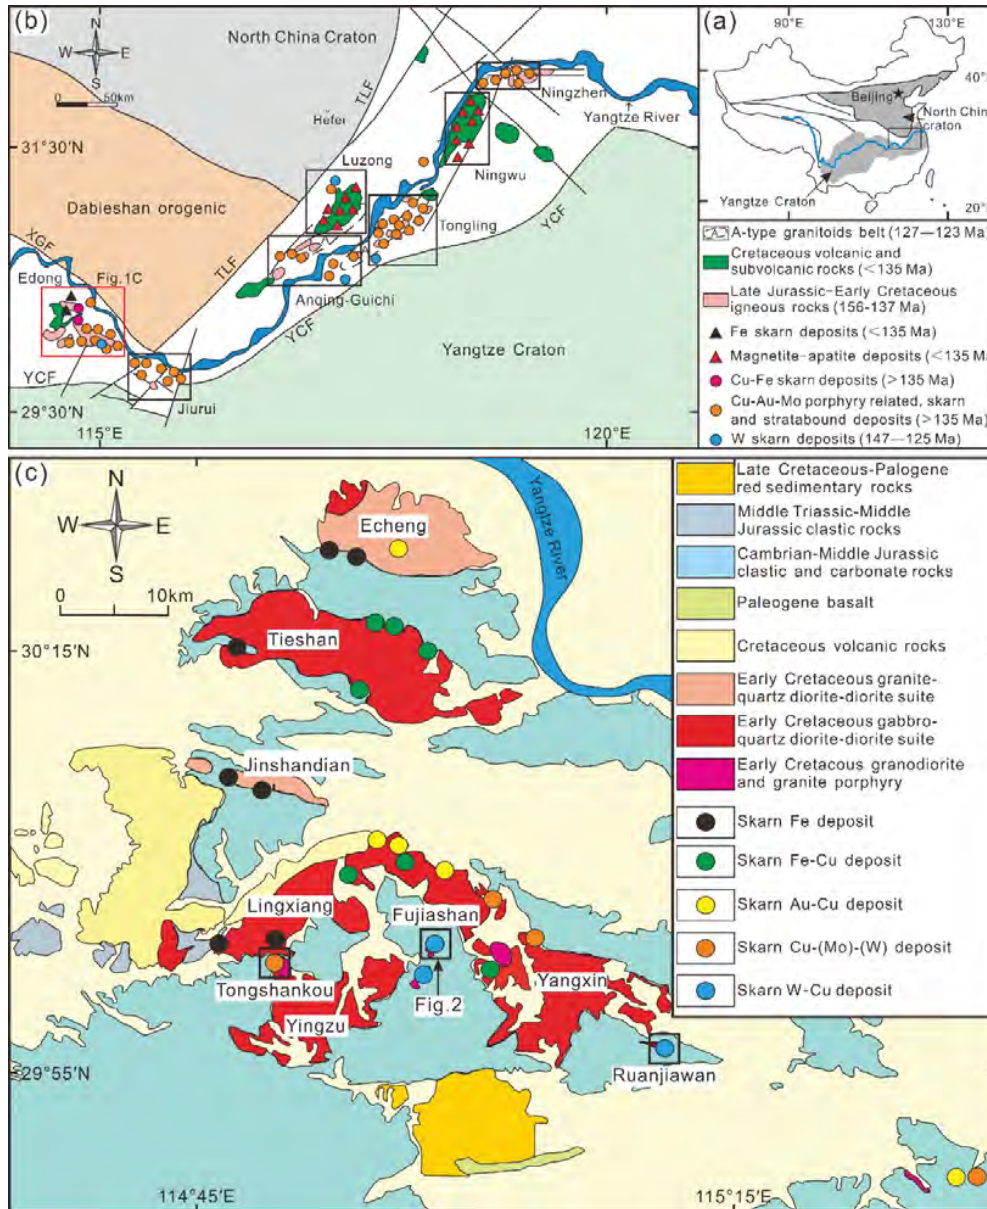 (b)
N
W
E
S
0
50km
North China Craton
TLF
Hefei
Ningzhen
Yangtze River
31°30′N
Luzong
Ningwu
Dabieshan orogenic
Tongling
YCF
XGF
Edong
Fig.1C
TLF
Anqing-Guichi
YCF
Yangtze Craton
YCF
29°30′N
Jiurui
115°E
120°E
(a)
90°E
130°E
40°
Beijing
North China
craton
Yangtze Craton
20°
A-type granitoids belt (127—123 Ma)
Cretaceous volcanic and
subvolcanic rocks (<135 Ma)
Late Jurassic-Early Cretaceous
igneous rocks (156-137 Ma)
Fe skarn deposits (<135 Ma)
Magnetite-apatite deposits (<135 Ma)
Cu-Fe skarn deposits (>135 Ma)
Cu-Au-Mo porphyry related, skarn
and stratabound deposits (>135 Ma)
W skarn deposits (147—125 Ma)
(c)
N
W
E
S
0
10km
Echeng
Yangtze River
30°15′N
Tieshan
Jinshandian
Lingxiang
Fujiashan
Tongshankou
Fig.2
Yangxin
Yingzu
29°55′N
Ruanjiawan
114°45′E
115°15′E
Late Cretaceous-Palogene
red sedimentary rocks
Middle Triassic-Middle
Jurassic clastic rocks
Cambrian-Middle Jurassic
clastic and carbonate rocks
Paleogene basalt
Cretaceous volcanic rocks
Early Cretaceous granite-
quartz diorite-diorite suite
Early Cretaceous gabbro-
quartz diorite-diorite suite
Early Cretacous granodiorite
and granite porphyry
Skarn Fe deposit
Skarn Fe-Cu deposit
Skarn Au-Cu deposit
Skarn Cu-(Mo)-(W) deposit
Skarn W-Cu deposit